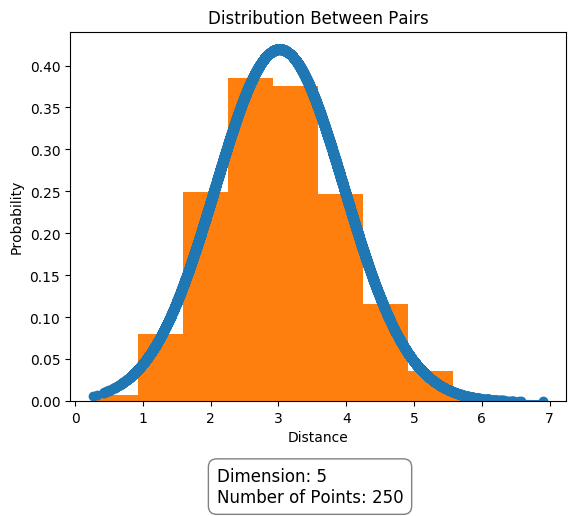 Distribution Between Pairs
0.40
0.35
0.30
0.25
0.20
0.15
0.10
0.05
0.00
Probability
0 1 2 3 4 5 6 7
Distance
Dimension: 5
Number of Points: 250